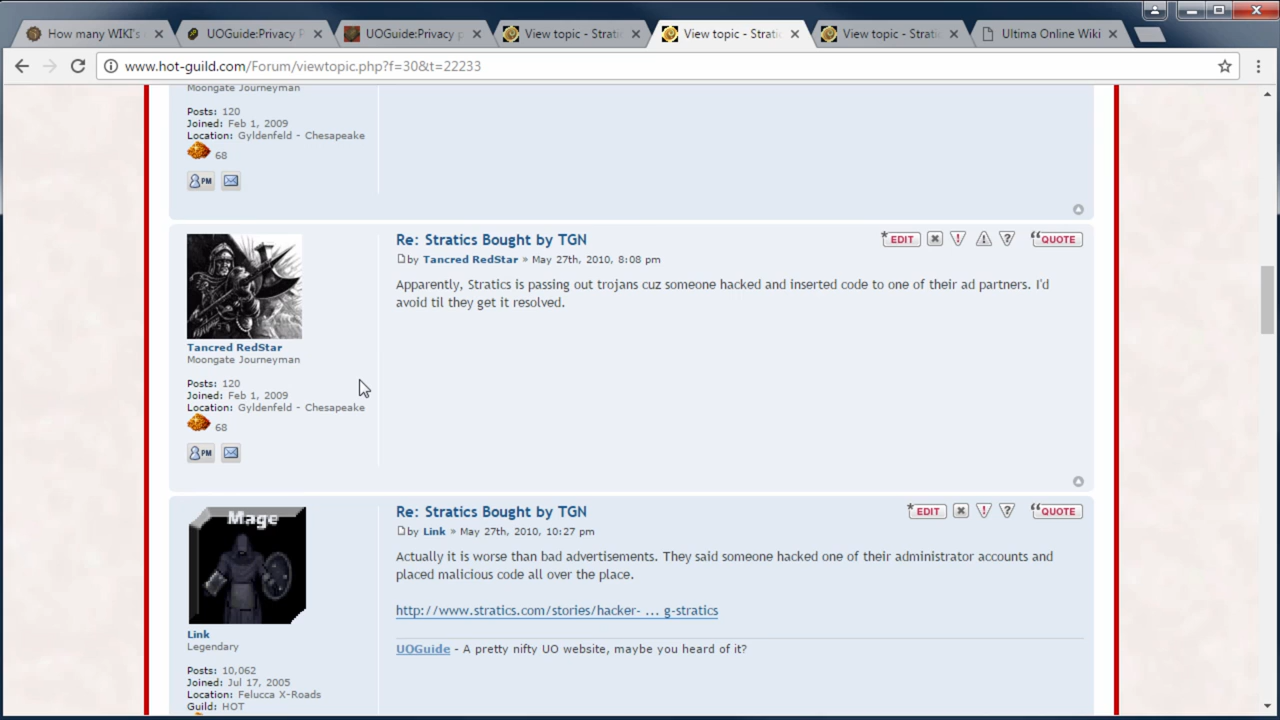 How many WIKI's
UOGuide:Privacy P
UOGuide:Privacy p
View topic - Strati
View topic - Stratic
View topic - Stratic
Ultima Online Wiki
www.hot-guild.com/Forum/viewtopic.php?f=30&t=22233
Moongate Journeyman
Posts: 120
Joined: Feb 1, 2009
Location: Gyldenfeld - Chesapeake
68
PM
Re: Stratics Bought by TGN
*EDIT
“QUOTE
by Tancred RedStar » May 27th, 2010, 8:08 pm
Apparently, Stratics is passing out trojans cuz someone hacked and inserted code to one of their ad partners. I'd
avoid til they get it resolved.
Tancred RedStar
Moongate Journeyman
Posts: 120
Joined: Feb 1, 2009
Location: Gyldenfeld - Chesapeake
68
PM
Mage
Re: Stratics Bought by TGN
*EDIT
“QUOTE
by Link » May 27th, 2010, 10:27 pm
Actually it is worse than bad advertisements. They said someone hacked one of their administrator accounts and
placed malicious code all over the place.
http://www.stratics.com/stories/hacker- ... g-stratics
UOGuide - A pretty nifty UO website, maybe you heard of it?
Link
Legendary
Posts: 10,062
Joined: Jul 17, 2005
Location: Felucca X-Roads
Guild: HOT